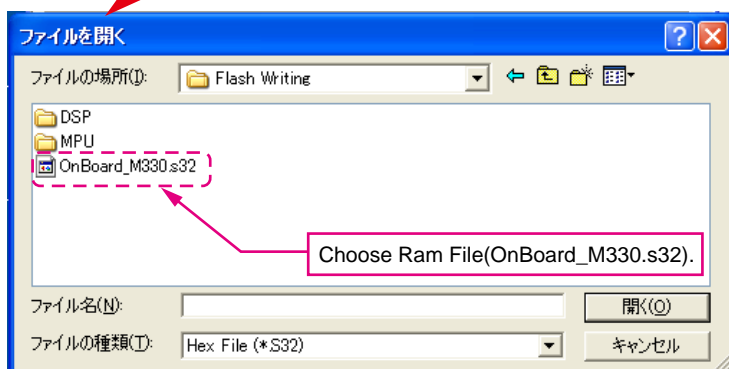 ファイルを開く
ファイルの場所(I):
Flash Writing
DSP
MPU
OnBoard_M330.s32
Choose Ram File(OnBoard_M330.s32).
ファイル名(N):
開く(O)
ファイルの種類(T):
Hex File (*.S32)
キャンセル